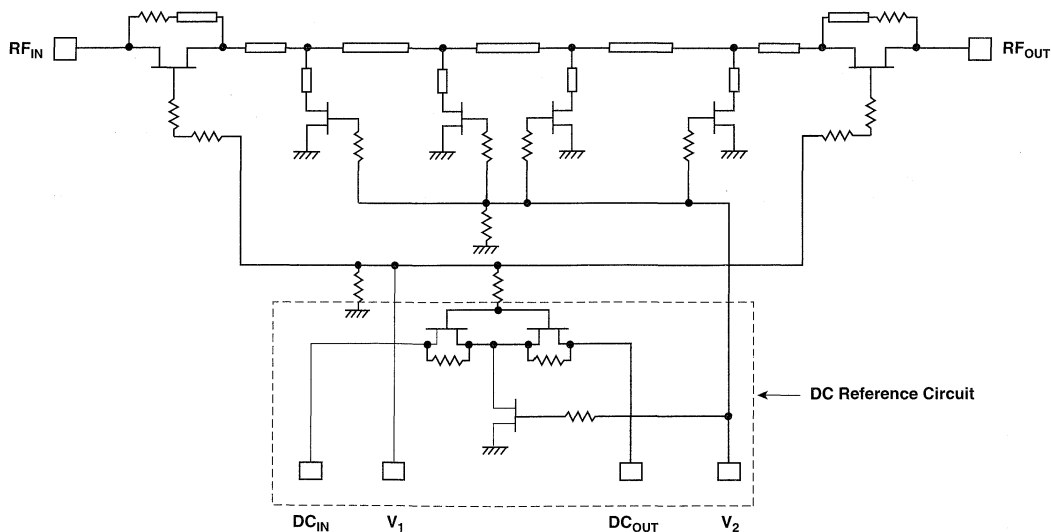 RF_IN
RF_OUT
DC Reference Circuit
DC_IN
V_1
DC_OUT
V_2